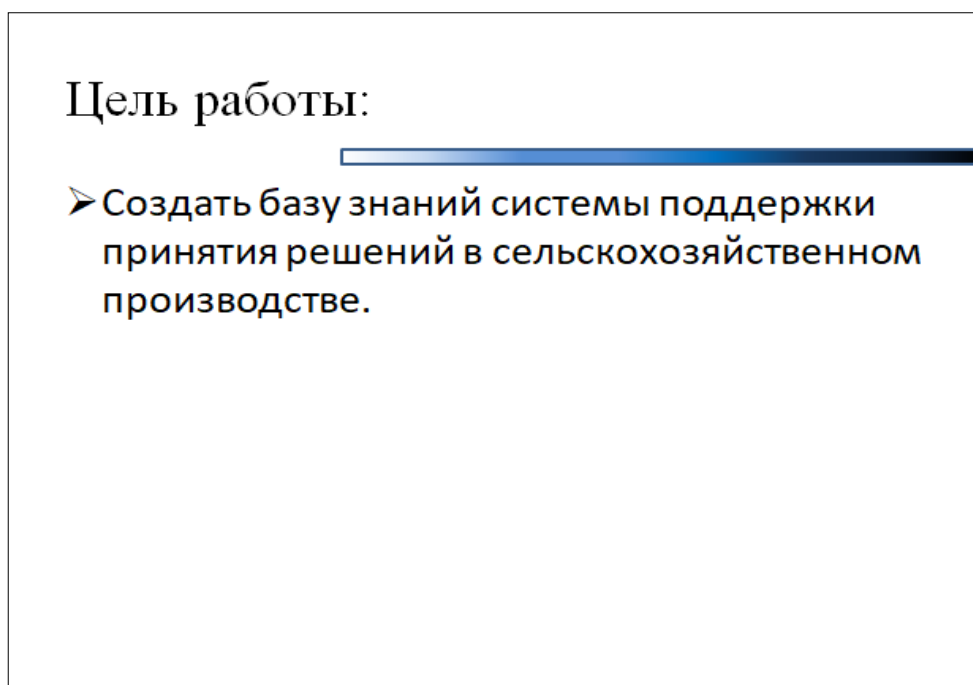 Цель работы:
Создать базу знаний системы поддержки
принятия решений в сельскохозяйственном
производстве.